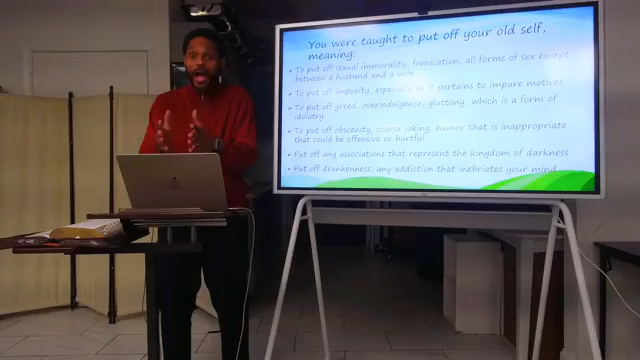 You were taught to put off your old self,
meaning:
To put off sexual immorality, fornication, all forms of sex except
between a husband and a wife
To put off impurity, especially as it pertains to impure motives
To put off greed, overindulgence, gluttony, which is a form of
idolatry
To put off obscenity, coarse joking, humor that is inappropriate
that could be offensive or hurtful
Put off any associations that represent the kingdom of darkness
Put off drunkenness, any addiction that inebriates your mind